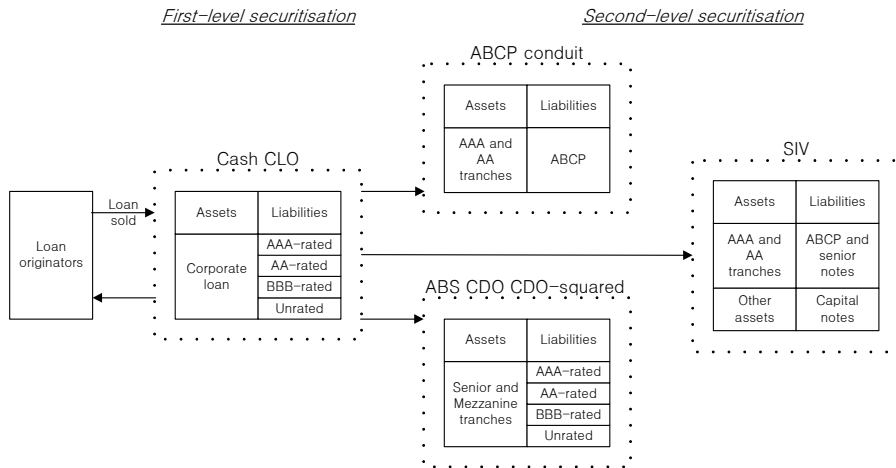 First-level securitisation
Second-level securitisation
ABCP conduit
Assets
Liabilities
AAA and
AA
tranches
ABCP
Cash CLO
Loan
originators
Loan
sold
Assets
Liabilities
Corporate
loan
AAA-rated
AA-rated
BBB-rated
Unrated
ABS CDO CDO-squared
Assets
Liabilities
Senior and
Mezzanine
tranches
AAA-rated
AA-rated
BBB-rated
Unrated
SIV
Assets
Liabilities
AAA and
AA
tranches
ABCP and
senior
notes
Other
assets
Capital
notes